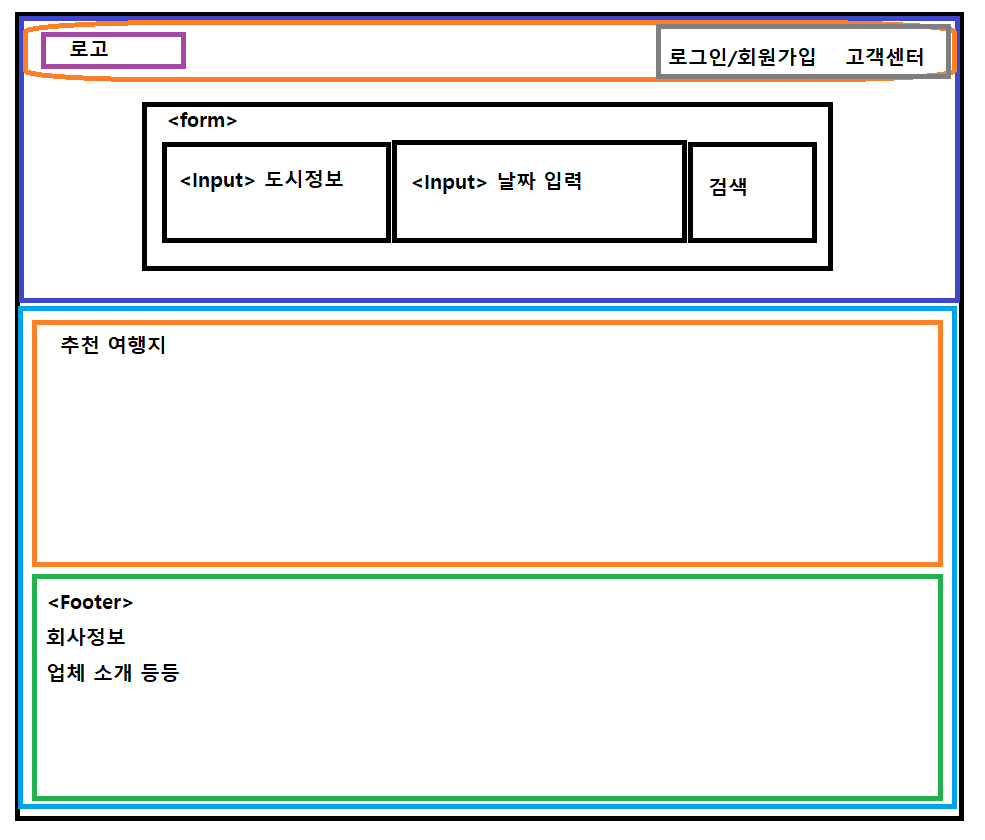 로고
로그인/회원가입 고객센터
<form>
<Input> 도시정보
<Input> 날짜 입력
검색
추천 여행지
<Footer>
회사정보
업체 소개 등등